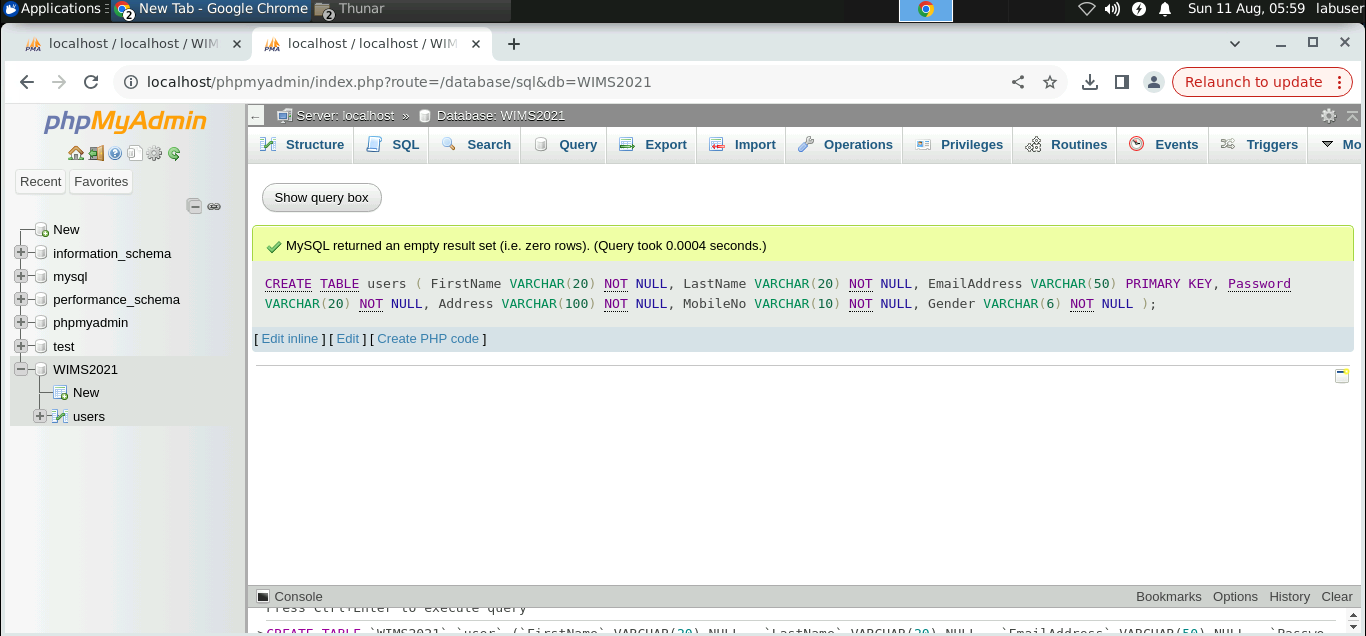 Applications
2 New Tab - Google Chrome
2 Thunar
Sun 11 Aug, 05:59 labuser
localhost / localhost / WIM
localhost / localhost / WIM
localhost/phpmyadmin/index.php?route=/database/sql&db=WIMS2021
Relaunch to update
phpMyAdmin
Recent Favorites
New
information_schema
mysql
performance_schema
phpmyadmin
test
WIMS2021
New
users
Server: localhost » Database: WIMS2021
Structure SQL Search Query Export Import Operations Privileges Routines Events Triggers Mo
Show query box
MySQL returned an empty result set (i.e. zero rows). (Query took 0.0004 seconds.)
CREATE TABLE users ( FirstName VARCHAR(20) NOT NULL, LastName VARCHAR(20) NOT NULL, EmailAddress VARCHAR(50) PRIMARY KEY, Password
VARCHAR(20) NOT NULL, Address VARCHAR(100) NOT NULL, MobileNo VARCHAR(10) NOT NULL, Gender VARCHAR(6) NOT NULL );
[ Edit inline ] [ Edit ] [ Create PHP code ]
Console Bookmarks Options History Clear
Press Ctrl+Enter to execute query
>CREATE TABLE `WIMS2021`.`user` (`FirstName` VARCHAR(20) NULL , `LastName` VARCHAR(20) NULL , `EmailAddress` VARCHAR(50) NULL , `Passwo